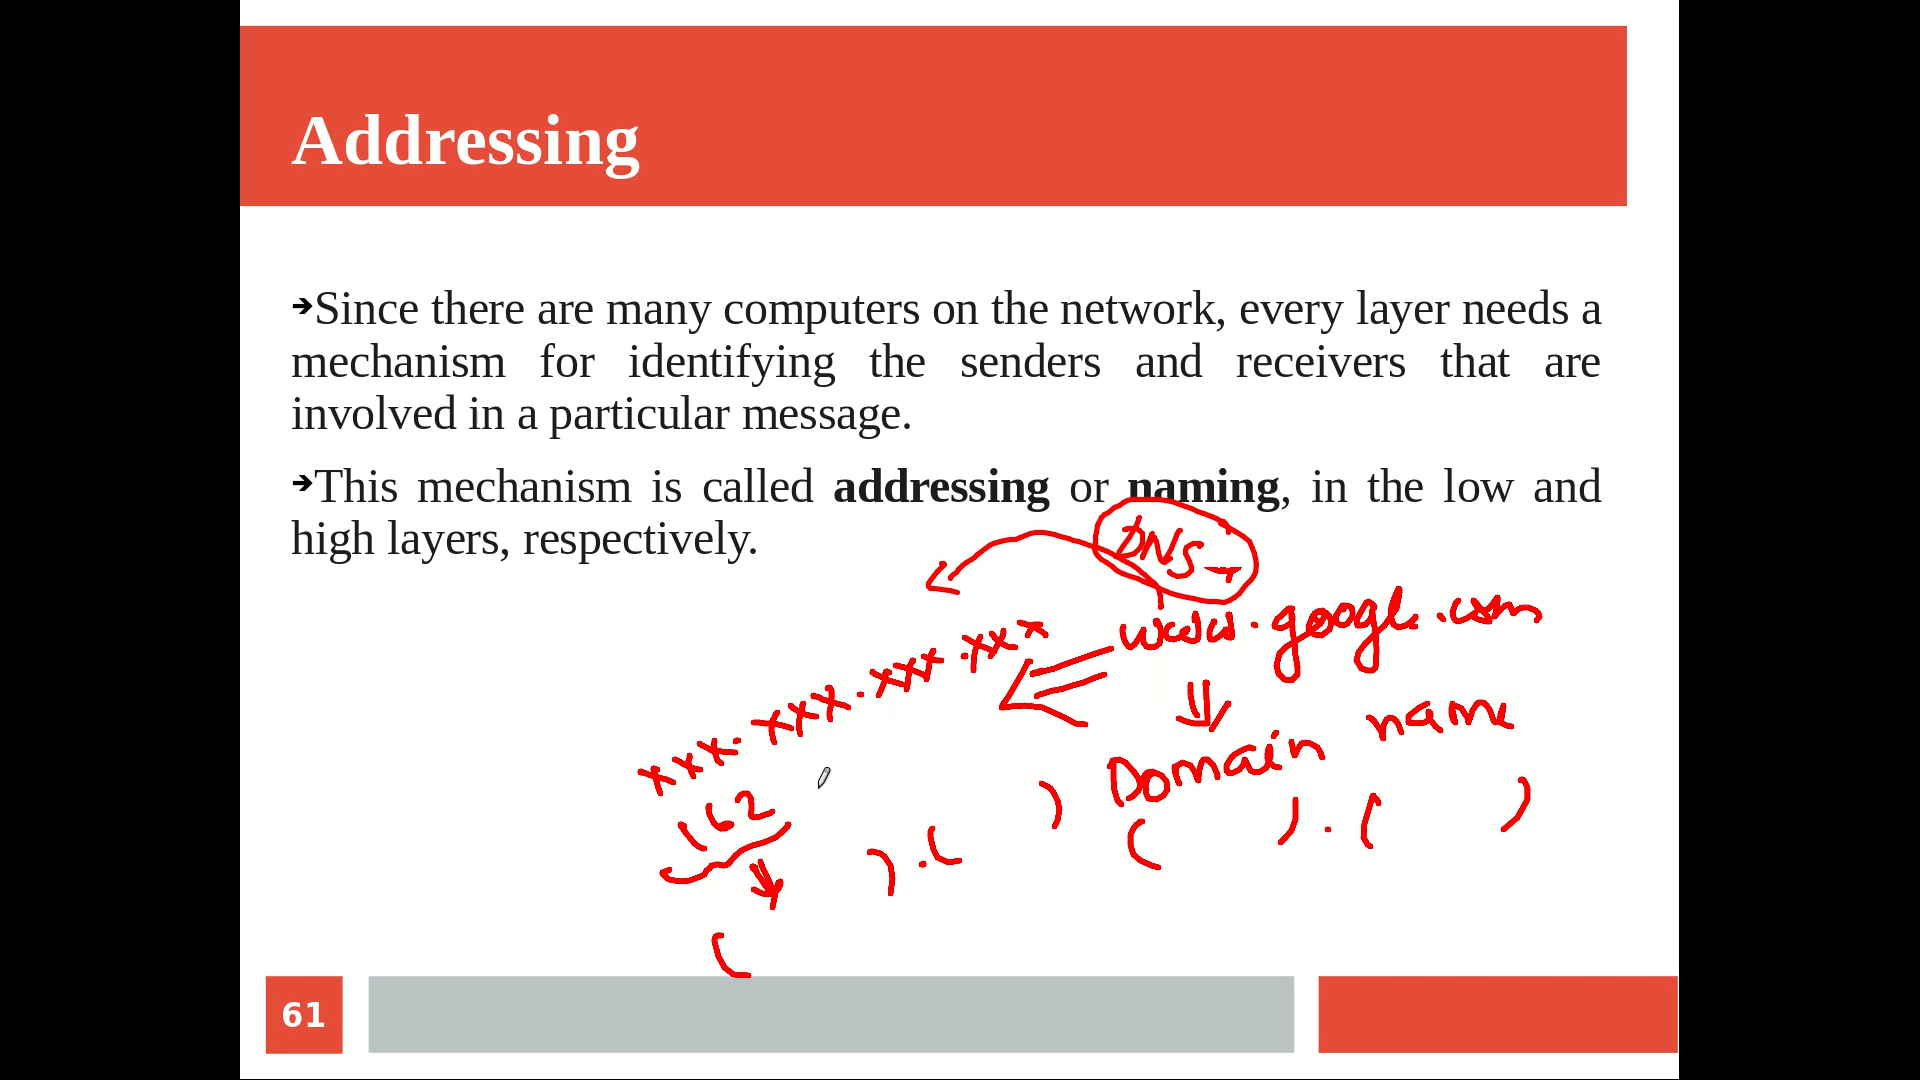 Addressing
➔Since there are many computers on the network, every layer needs a
mechanism for identifying the senders and receivers that are
involved in a particular message.
➔This mechanism is called addressing or naming, in the low and
high layers, respectively.
DNS
www.google.com
xxx.xxx.xxx.xxx
Domain name
162
( ).( ) ( ).( )
61